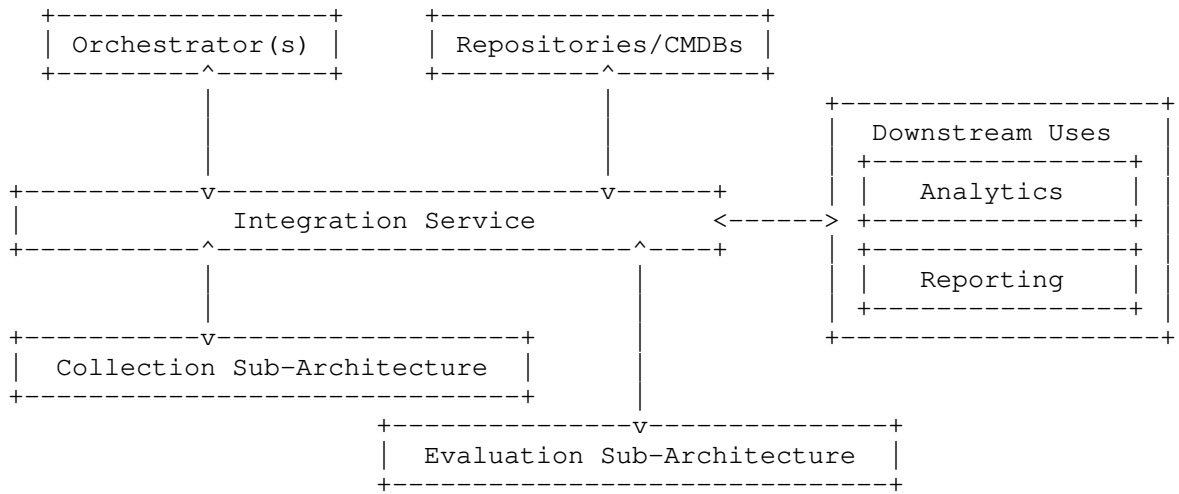 Orchestrator(s) Repositories/CMDBs
Downstream Uses
Analytics
Integration Service
Reporting
Collection Sub-Architecture
Evaluation Sub-Architecture